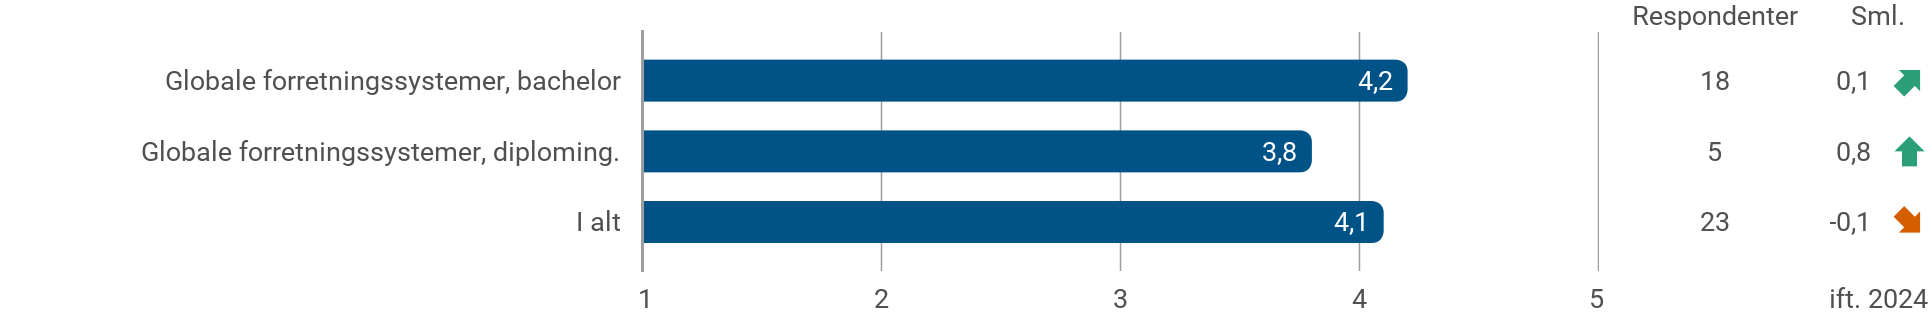 Respondenter Sml.
Globale forretningssystemer, bachelor 4,2 18 0,1
Globale forretningssystemer, diploming. 3,8 5 0,8
I alt 4,1 23 -0,1
1 2 3 4 5 ift. 2024